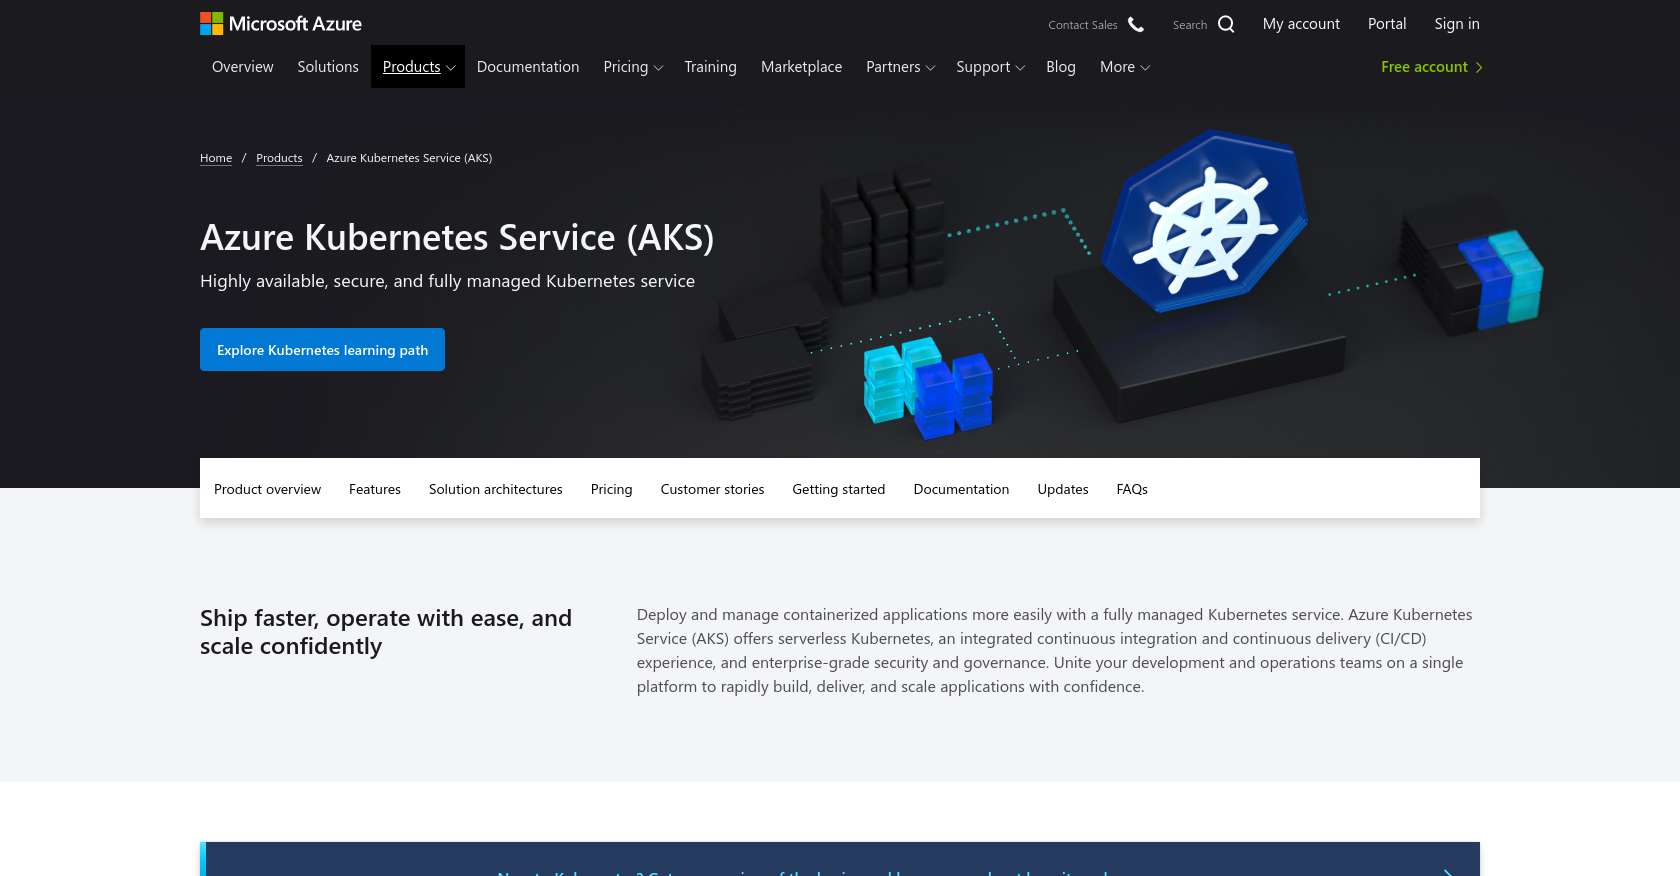 Microsoft Azure
Contact Sales
Search
My account
Portal
Sign in
Overview
Solutions
Products
Documentation
Pricing
Training
Marketplace
Partners
Support
Blog
More
Free account
Home / Products / Azure Kubernetes Service (AKS)
Azure Kubernetes Service (AKS)
Highly available, secure, and fully managed Kubernetes service
Explore Kubernetes learning path
Product overview
Features
Solution architectures
Pricing
Customer stories
Getting started
Documentation
Updates
FAQs
Ship faster, operate with ease, and
scale confidently
Deploy and manage containerized applications more easily with a fully managed Kubernetes service. Azure Kubernetes
Service (AKS) offers serverless Kubernetes, an integrated continuous integration and continuous delivery (CI/CD)
experience, and enterprise-grade security and governance. Unite your development and operations teams on a single
platform to rapidly build, deliver, and scale applications with confidence.